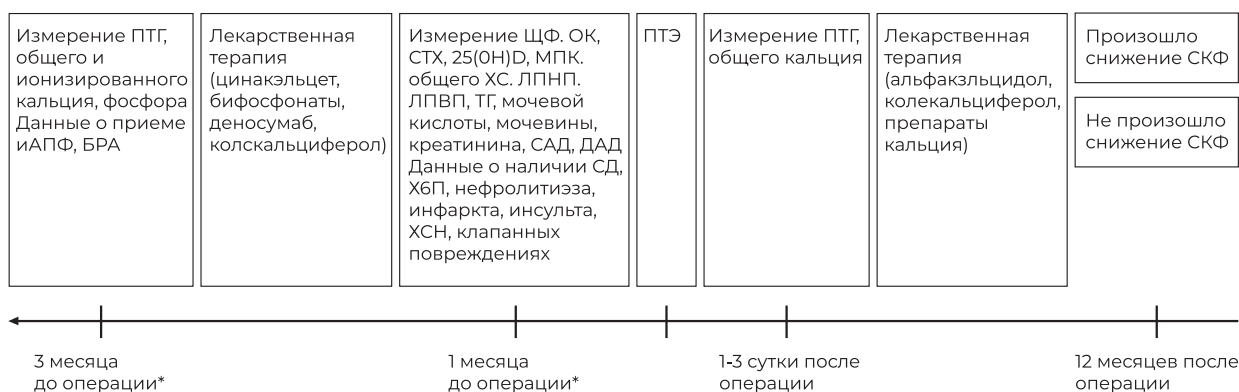 Измерение ПТГ,
общего и
ионизированного
кальция, фосфора
Данные о приеме
иАПФ, БРА
Лекарственная
терапия
(цинакэльцет,
бифосфонаты,
деносумаб,
колскальциферол)
Измерение ЩФ. ОК,
СТХ, 25(0H)D, МПК.
общего ХС. ЛПНП.
ЛПВП, ТГ, мочевой
кислоты, мочевины,
креатинина, САД, ДАД
Данные о наличии СД,
Х6П, нефролитиэза,
инфаркта, инсульта,
ХСН, клапанных
повреждениях
ПТЭ
Измерение ПТГ,
общего кальция
Лекарственная
терапия
(альфакзльцидол,
колекальциферол,
препараты
кальция)
Произошло
снижение СКФ
Не произошло
снижение СКФ
3 месяца
до операции*
1 месяца
до операции*
1-3 сутки после
операции
12 месяцев после
операции